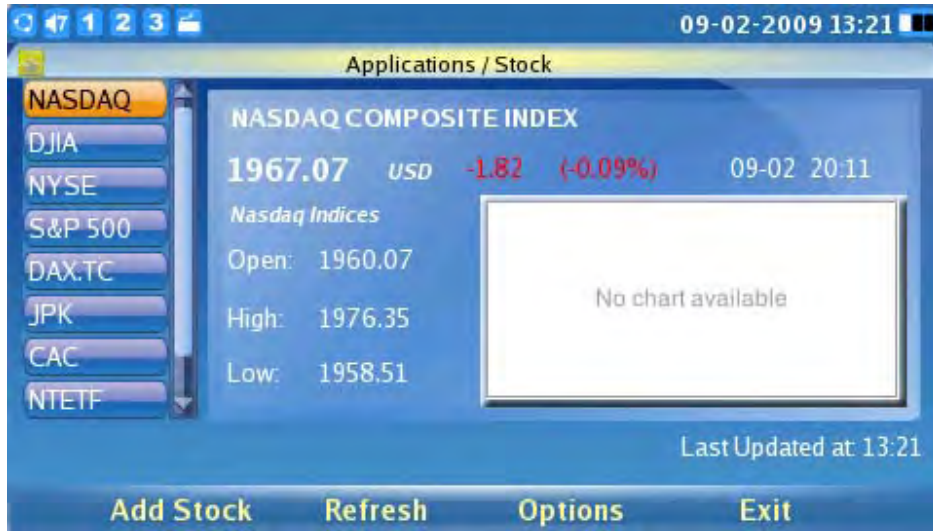 1 2 3 09-02-2009 13:21
Applications / Stock
NASDAQ
DJIA
NYSE
S&P 500
DAX.TC
JPK
CAC
NTETF
NASDAQ COMPOSITE INDEX
1967.07 USD -1.82 (-0.09%) 09-02 20:11
Nasdaq Indices
Open: 1960.07
High: 1976.35
Low: 1958.51
No chart available
Last Updated at: 13:21
Add Stock Refresh Options Exit